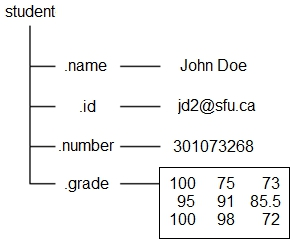 student
.name John Doe
.id jd2@sfu.ca
.number 301073268
.grade 100 75 73
95 91 85.5
100 98 72